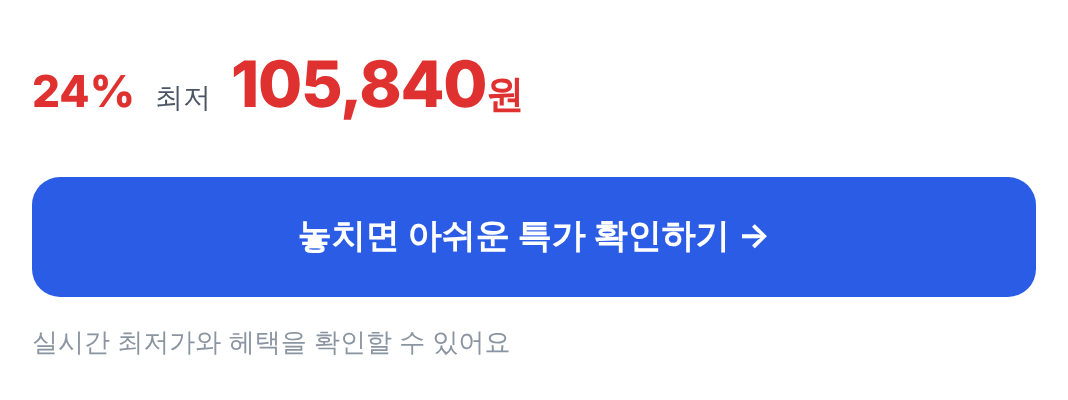 24% 최저 105,840원
놓치면 아쉬운 특가 확인하기 →
실시간 최저가와 혜택을 확인할 수 있어요